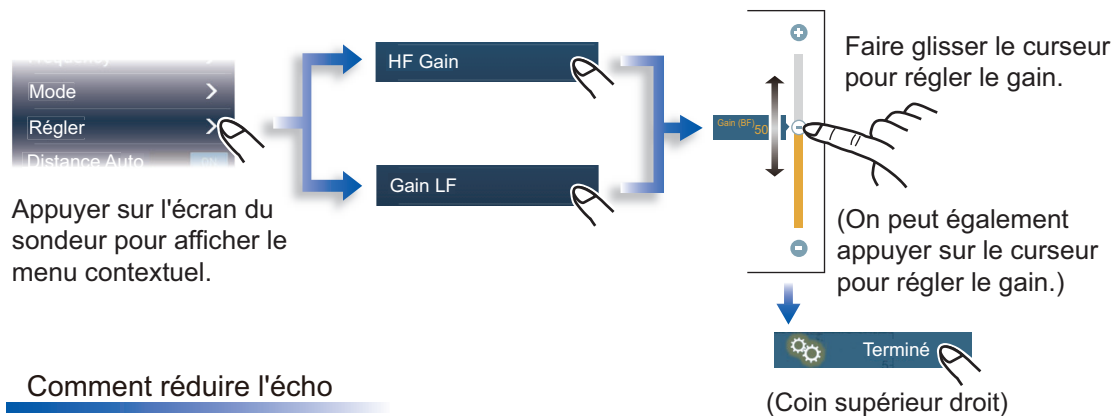 Mode
Régler
Distance Auto
ON
Appuyer sur l'écran du
sondeur pour afficher le
menu contextuel.
HF Gain
Gain LF
Gain (BF)
50
Faire glisser le curseur
pour régler le gain.
(On peut également
appuyer sur le curseur
pour régler le gain.)
Terminé
(Coin supérieur droit)
Comment réduire l'écho